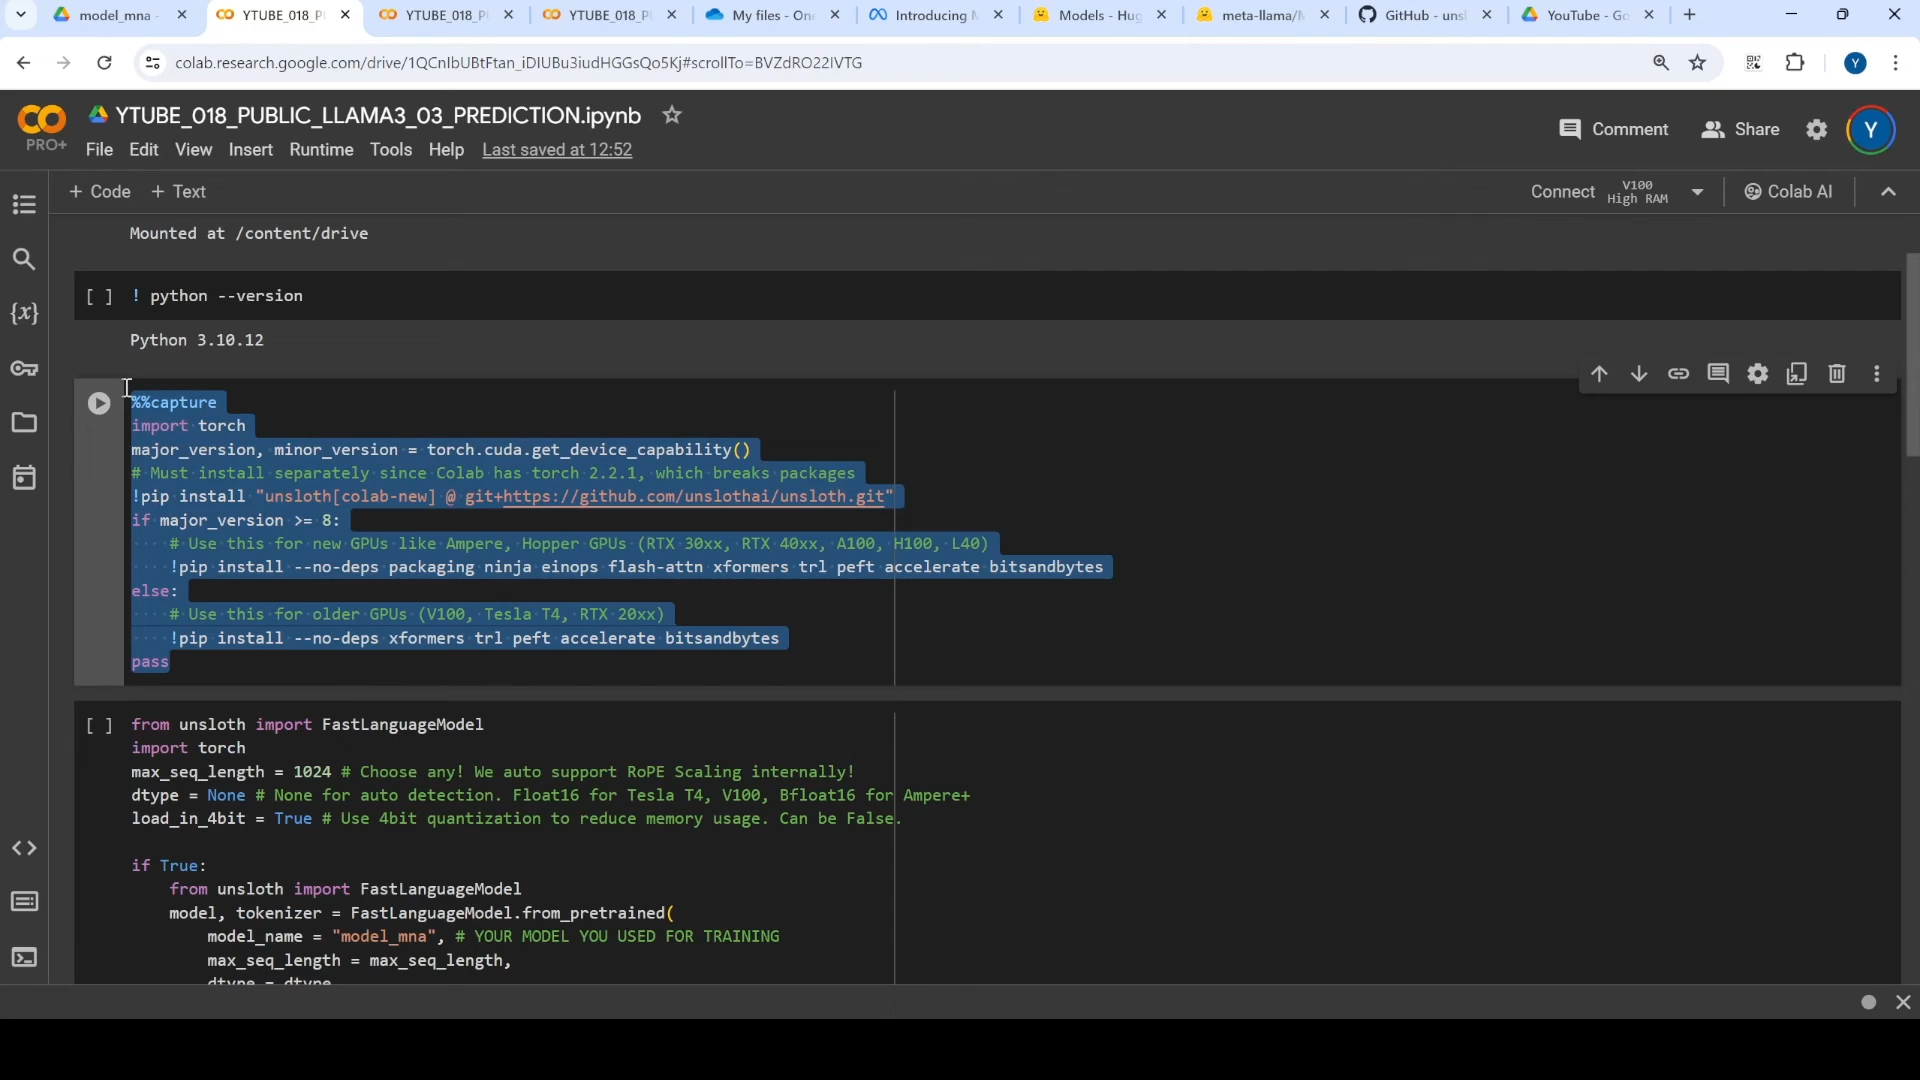 model_mna
YTUBE_018_P
YTUBE_018_P
YTUBE_018_P
My files - On
Introducing
Models - Hug
meta-llama/
GitHub - uns
YouTube - Go
colab.research.google.com/drive/1QCnlbUBtFtan_iDIUBu3iudHGGsQo5Kj#scrollTo=BVZdRO22IVTG
Y
YTUBE_018_PUBLIC_LLAMA3_03_PREDICTION.ipynb
PRO+
File Edit View Insert Runtime Tools Help Last saved at 12:52
Comment
Share
Y
+ Code + Text
Connect
V100
High RAM
Colab AI
Mounted at /content/drive
[ ] ! python --version
Python 3.10.12
%%capture
import torch
major_version, minor_version = torch.cuda.get_device_capability()
# Must install separately since Colab has torch 2.2.1, which breaks packages
!pip install "unsloth[colab-new] @ git+https://github.com/unslothai/unsloth.git"
if major_version >= 8:
# Use this for new GPUs like Ampere, Hopper GPUs (RTX 30xx, RTX 40xx, A100, H100, L40)
!pip install --no-deps packaging ninja einops flash-attn xformers trl peft accelerate bitsandbytes
else:
# Use this for older GPUs (V100, Tesla T4, RTX 20xx)
!pip install --no-deps xformers trl peft accelerate bitsandbytes
pass
[ ] from unsloth import FastLanguageModel
import torch
max_seq_length = 1024 # Choose any! We auto support RoPE Scaling internally!
dtype = None # None for auto detection. Float16 for Tesla T4, V100, Bfloat16 for Ampere+
load_in_4bit = True # Use 4bit quantization to reduce memory usage. Can be False.
if True:
from unsloth import FastLanguageModel
model, tokenizer = FastLanguageModel.from_pretrained(
model_name = "model_mna", # YOUR MODEL YOU USED FOR TRAINING
max_seq_length = max_seq_length,
dtype = dtype